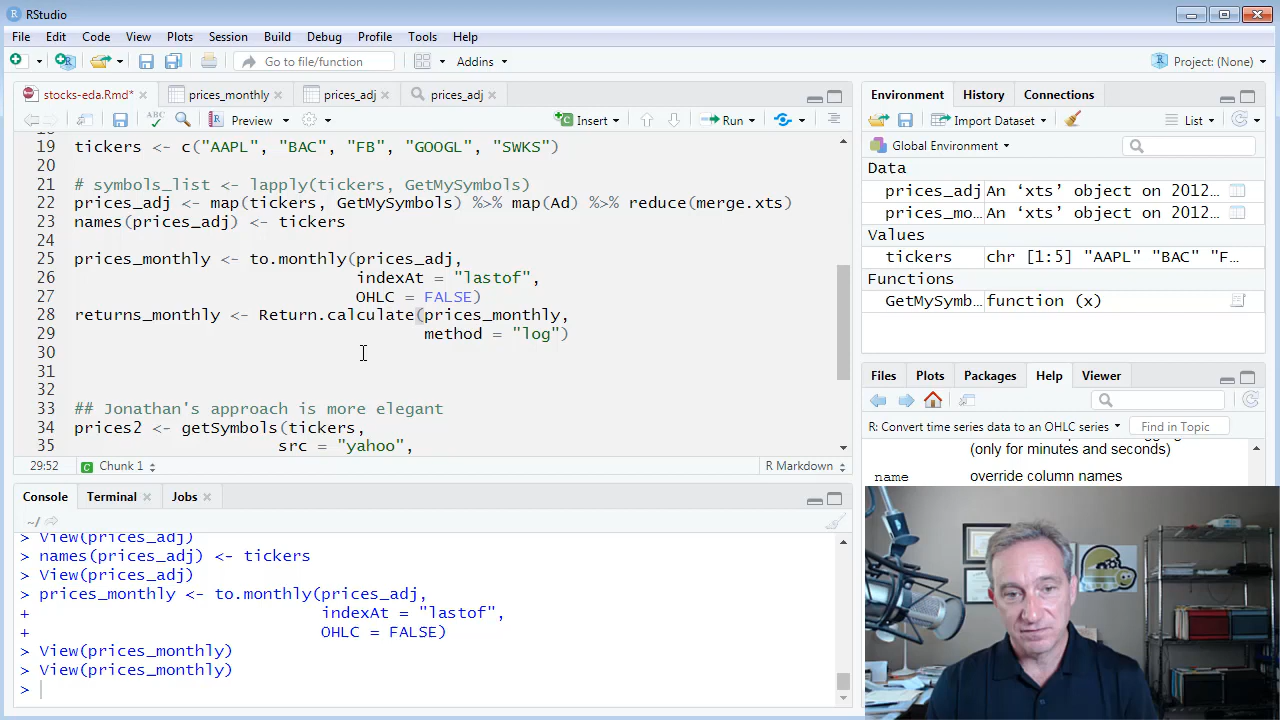 RStudio
File Edit Code View Plots Session Build Debug Profile Tools Help
Go to file/function Addins Project: (None)
stocks-eda.Rmd* prices_monthly prices_adj prices_adj
ABC Preview Insert Run
19 tickers <- c("AAPL", "BAC", "FB", "GOOGL", "SWKS")
20
21 # symbols_list <- lapply(tickers, GetMySymbols)
22 prices_adj <- map(tickers, GetMySymbols) %>% map(Ad) %>% reduce(merge.xts)
23 names(prices_adj) <- tickers
24
25 prices_monthly <- to.monthly(prices_adj,
26 indexAt = "lastof",
27 OHLC = FALSE)
28 returns_monthly <- Return.calculate(prices_monthly,
29 method = "log")
30
31
32
33 ## Jonathan's approach is more elegant
34 prices2 <- getSymbols(tickers,
35 src = "yahoo",
29:52 Chunk 1 R Markdown
Console Terminal Jobs
~/
> View(prices_adj)
> names(prices_adj) <- tickers
> View(prices_adj)
> prices_monthly <- to.monthly(prices_adj,
+ indexAt = "lastof",
+ OHLC = FALSE)
> View(prices_monthly)
> View(prices_monthly)
>
Environment History Connections
Import Dataset List
Global Environment
Data
prices_adj An ‘xts’ object on 2012…
prices_mo… An ‘xts’ object on 2012…
Values
tickers chr [1:5] "AAPL" "BAC" "F…
Functions
GetMySymb… function (x)
Files Plots Packages Help Viewer
R: Convert time series data to an OHLC series Find in Topic
(only for minutes and seconds)
name override column names